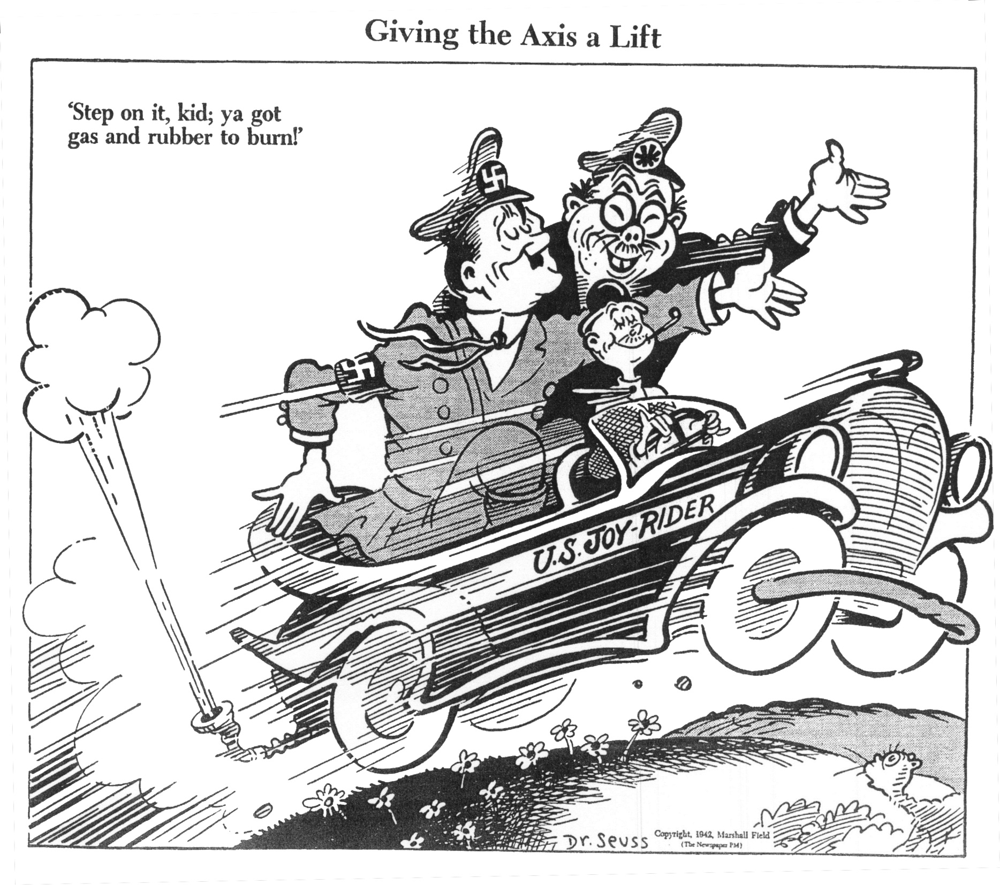 Giving the Axis a Lift
‘Step on it, kid; ya got
gas and rubber to burn!’
U.S. JOY-RIDER
Dr. Seuss
Copyright, 1942, Marshall Field
(The Newspaper PM)